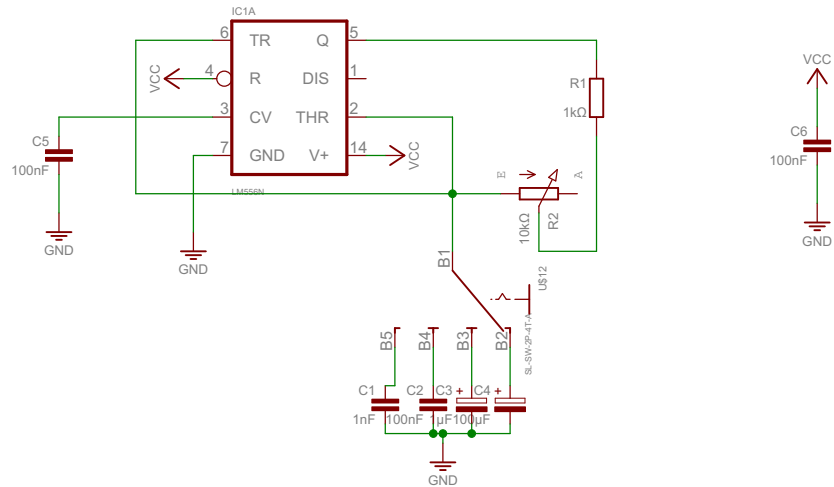 IC1A
6 TR Q 5
4 R DIS 1
3 CV THR 2
7 GND V+ 14
LM556N
VCC
VCC
C5
100nF
GND
GND
R1
1kΩ
E A
10kΩ
R2
VCC
C6
100nF
GND
B1
U$12
SL-SW-2P-4T-A
B5 B4 B3 B2
C1 C2 C3 + C4 +
1nF 100nF 1µF 100µF
GND